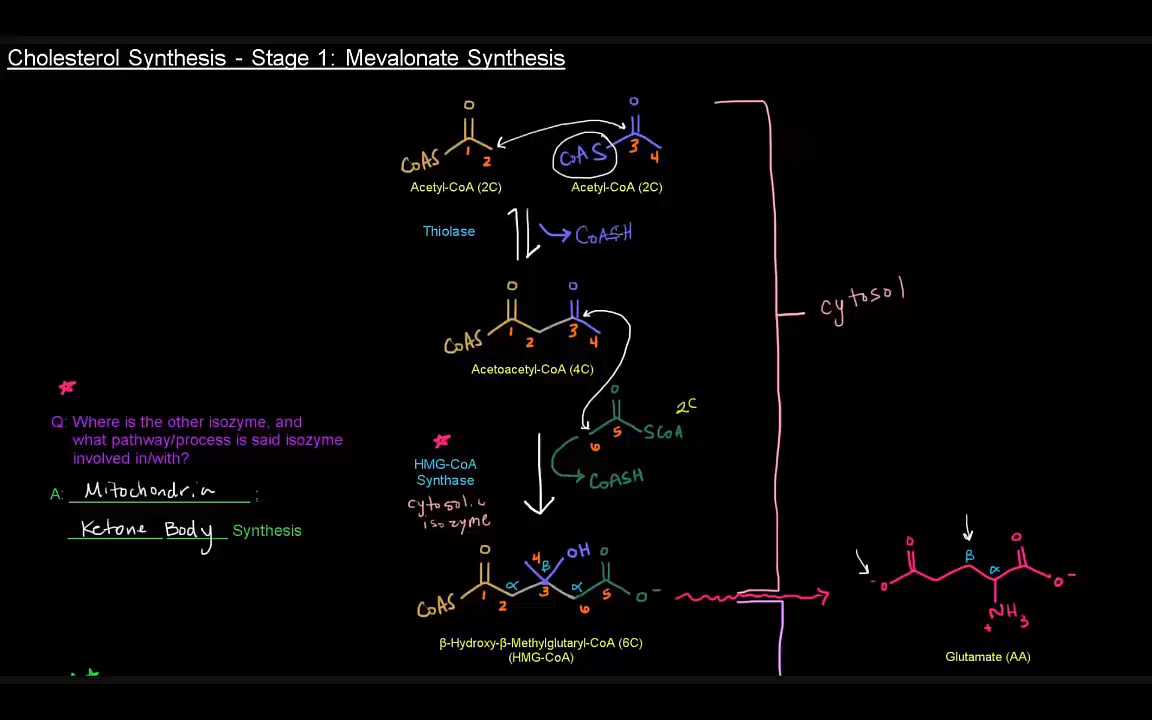 Cholesterol Synthesis - Stage 1: Mevalonate Synthesis
O
O
CoAS
1
2
CoAS
3
4
Acetyl-CoA (2C)
Acetyl-CoA (2C)
Thiolase
CoASH
O
O
CoAS
1
2
3
4
Acetoacetyl-CoA (4C)
cytosol
O
2C
6
5
SCoA
CoASH
HMG-CoA
Synthase
cytosolic
isozyme
Q: Where is the other isozyme, and
what pathway/process is said isozyme
involved in/with?
A: Mitochondria ;
Ketone Body Synthesis
O
4
β
OH
O
CoAS
1
α
2
3
α
6
5
O-
β-Hydroxy-β-Methylglutaryl-CoA (6C)
(HMG-CoA)
O
β
α
O
-O
O-
NH3
+
Glutamate (AA)